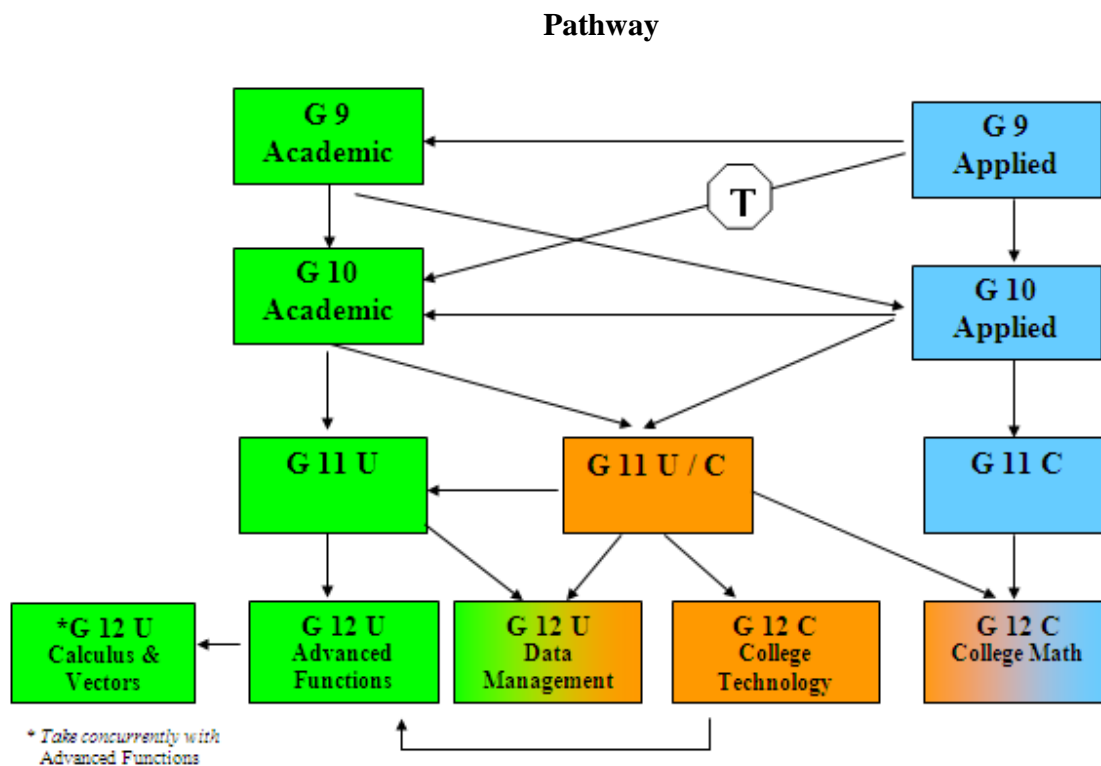 Pathway
G 9
Academic
G 9
Applied
T
G 10
Academic
G 10
Applied
G 11 U
G 11 U / C
G 11 C
*G 12 U
Calculus &
Vectors
G 12 U
Advanced
Functions
G 12 U
Data
Management
G 12 C
College
Technology
G 12 C
College Math
* Take concurrently with
Advanced Functions